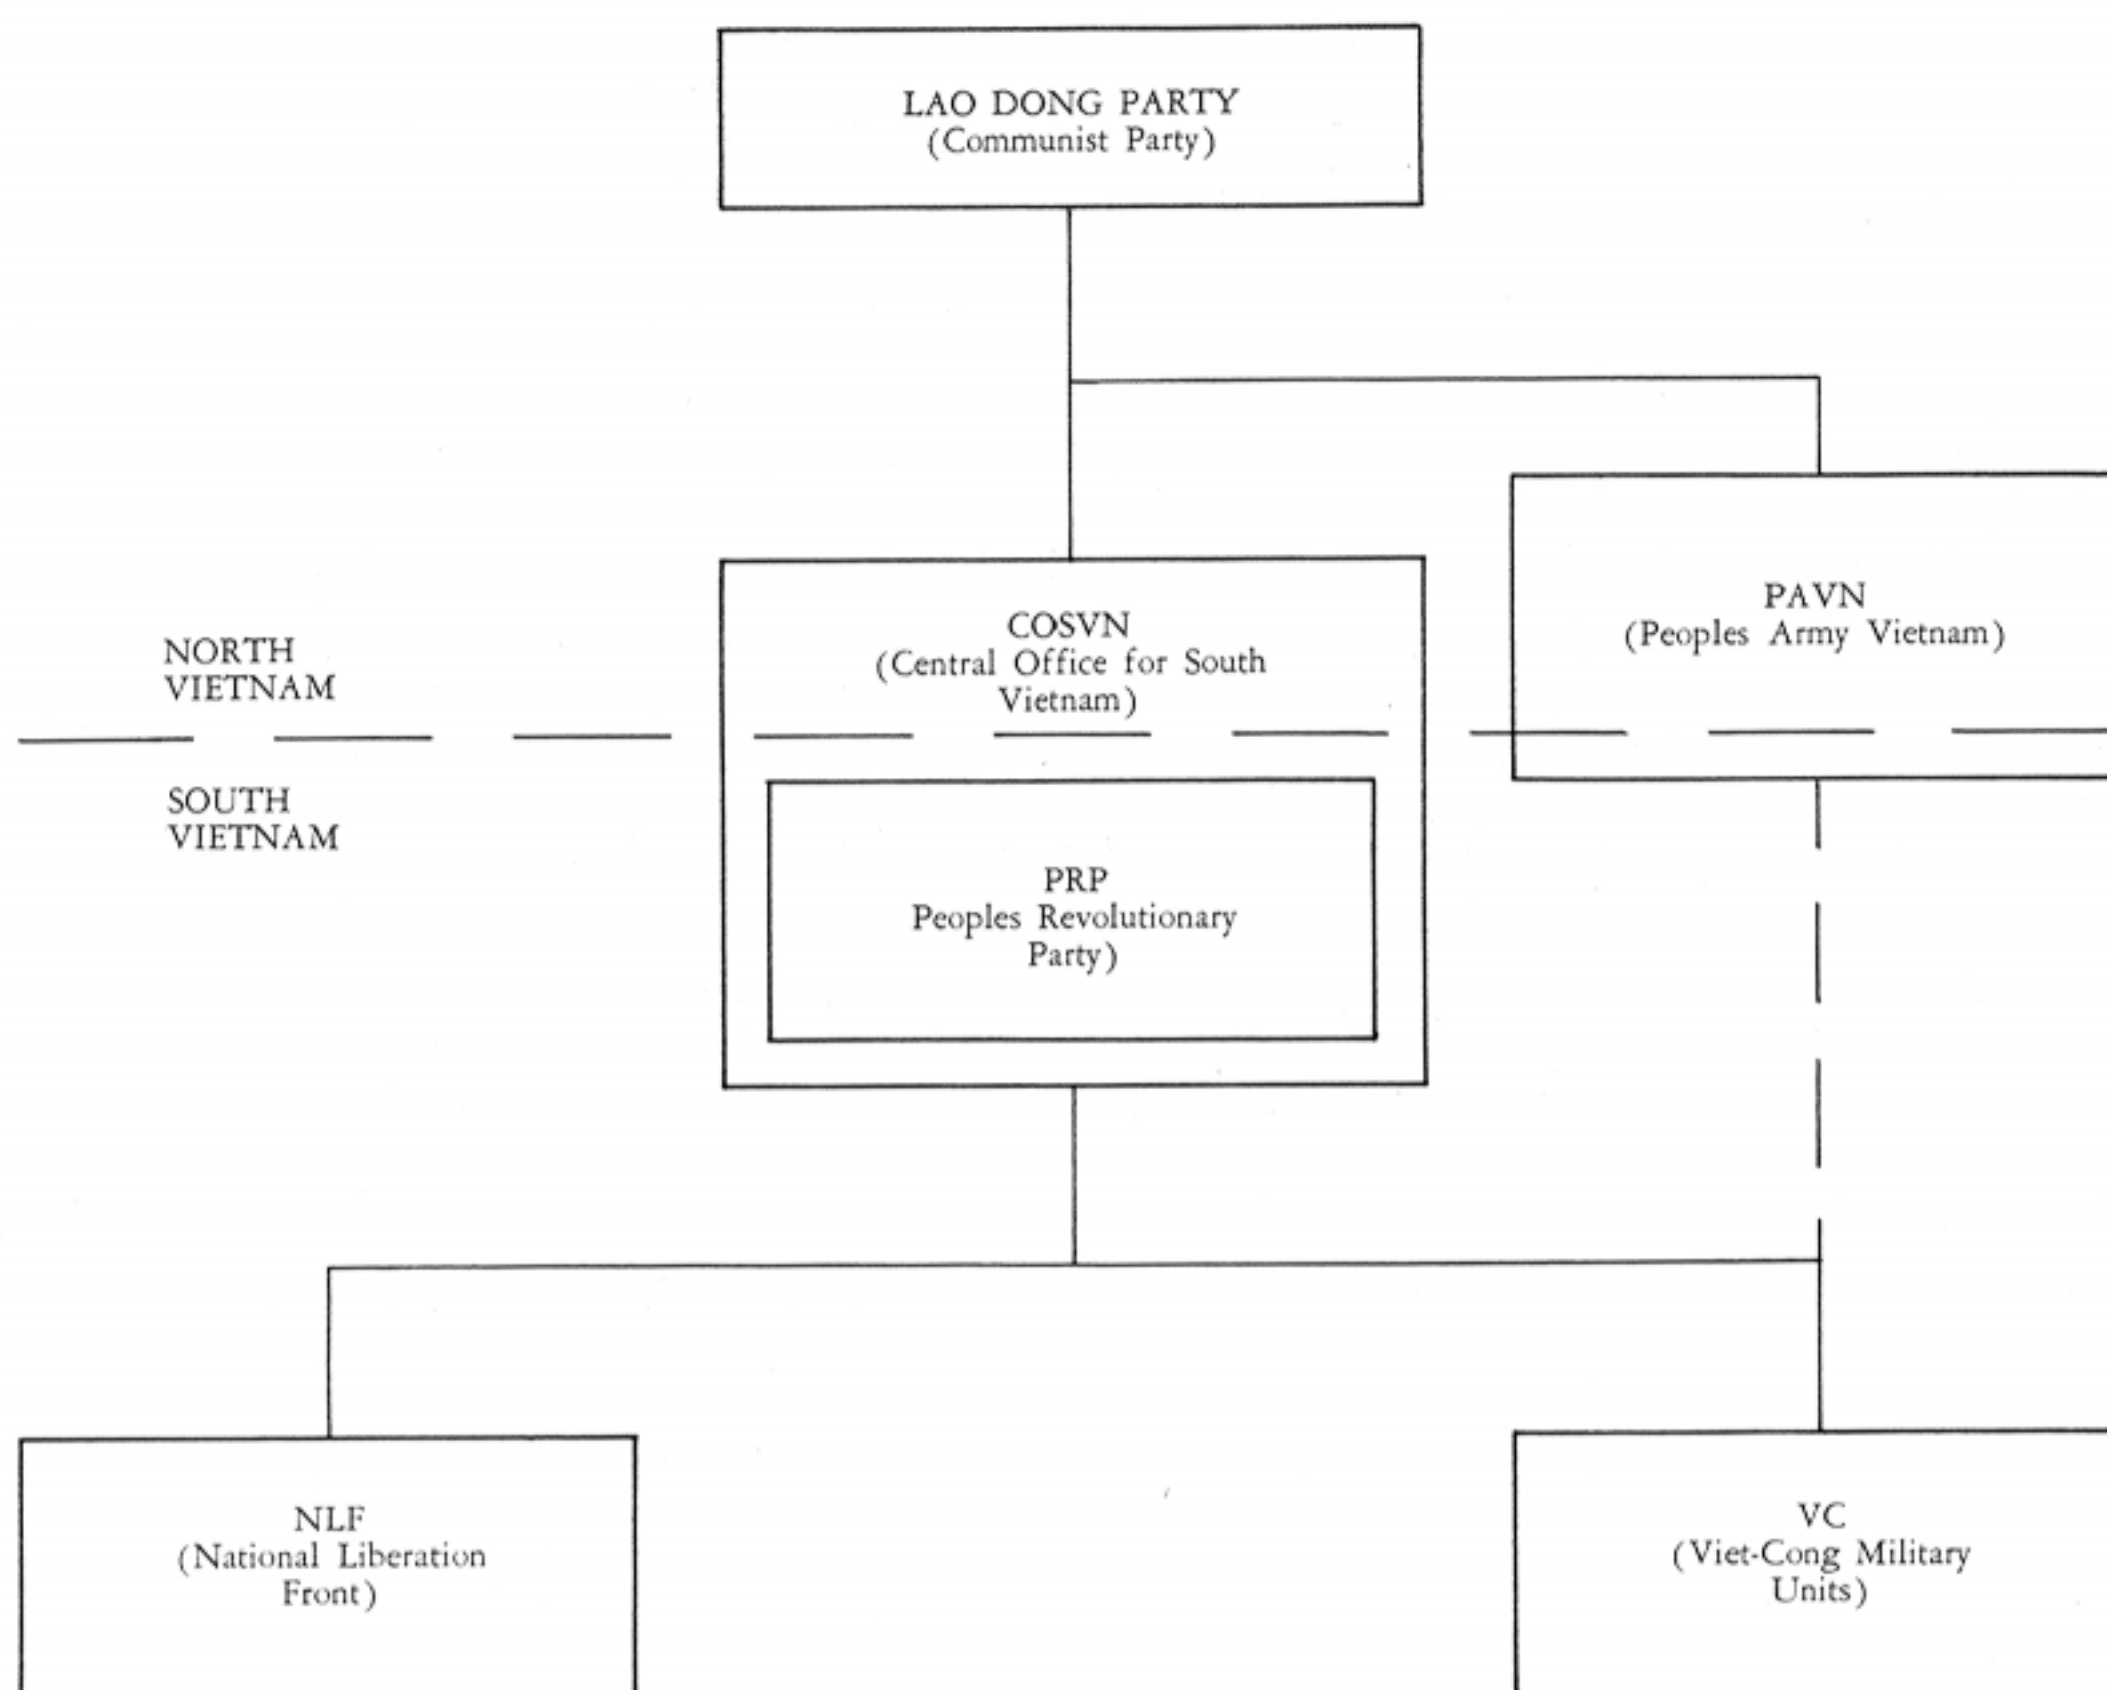 LAO DONG PARTY
(Communist Party)
PAVN
(Peoples Army Vietnam)
COSVN
(Central Office for South
Vietnam)
NORTH
VIETNAM
SOUTH
VIETNAM
PRP
Peoples Revolutionary
Party)
NLF
(National Liberation
Front)
VC
(Viet-Cong Military
Units)